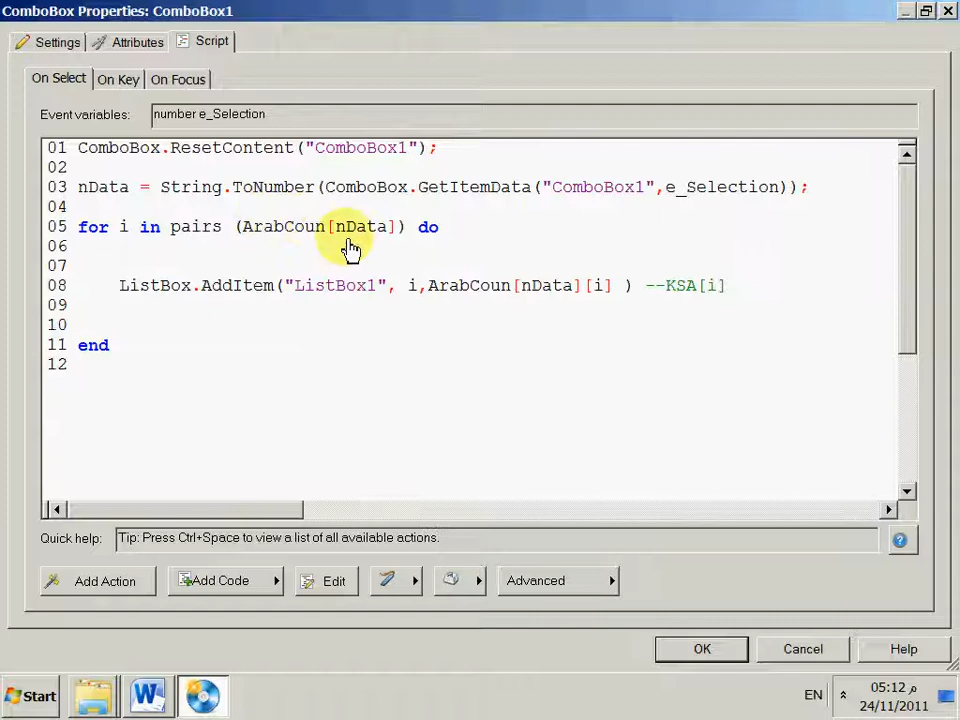 ComboBox Properties: ComboBox1
Settings Attributes Script
On Select On Key On Focus
Event variables: number e_Selection
01 ComboBox.ResetContent("ComboBox1");
02
03 nData = String.ToNumber(ComboBox.GetItemData("ComboBox1",e_Selection));
04
05 for i in pairs (ArabCoun[nData]) do
06
07
08 ListBox.AddItem("ListBox1", i,ArabCoun[nData][i] ) --KSA[i]
09
10
11 end
12
Quick help: Tip: Press Ctrl+Space to view a list of all available actions.
Add Action Add Code Edit Advanced
OK Cancel Help
Start EN 05:12 م
24/11/2011